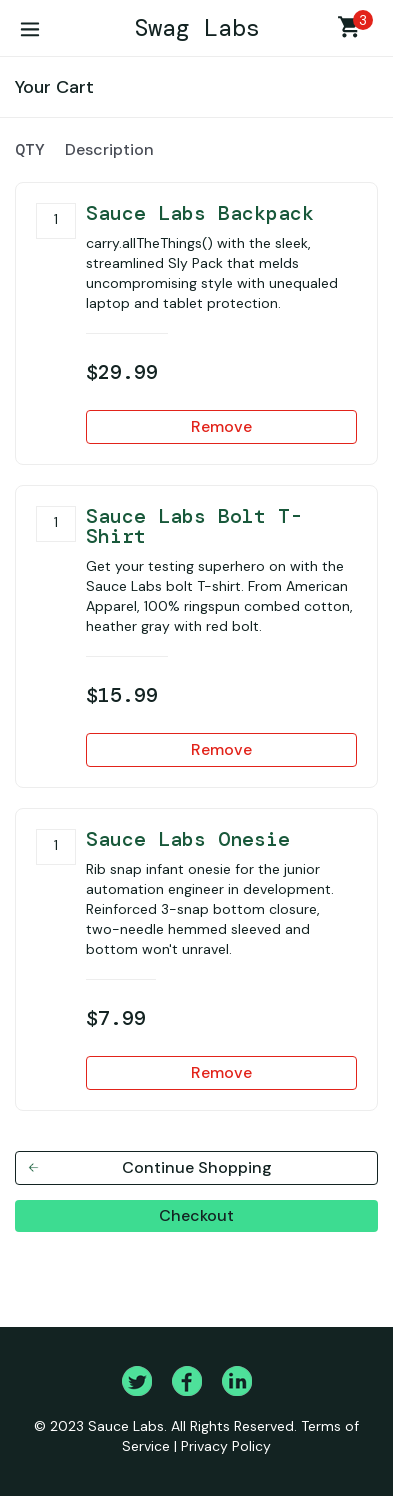 Swag Labs
3
Your Cart
QTY Description
1
Sauce Labs Backpack
carry.allTheThings() with the sleek,
streamlined Sly Pack that melds
uncompromising style with unequaled
laptop and tablet protection.
$29.99
Remove
1
Sauce Labs Bolt T-
Shirt
Get your testing superhero on with the
Sauce Labs bolt T-shirt. From American
Apparel, 100% ringspun combed cotton,
heather gray with red bolt.
$15.99
Remove
1
Sauce Labs Onesie
Rib snap infant onesie for the junior
automation engineer in development.
Reinforced 3-snap bottom closure,
two-needle hemmed sleeved and
bottom won't unravel.
$7.99
Remove
Continue Shopping
Checkout
© 2023 Sauce Labs. All Rights Reserved. Terms of
Service | Privacy Policy